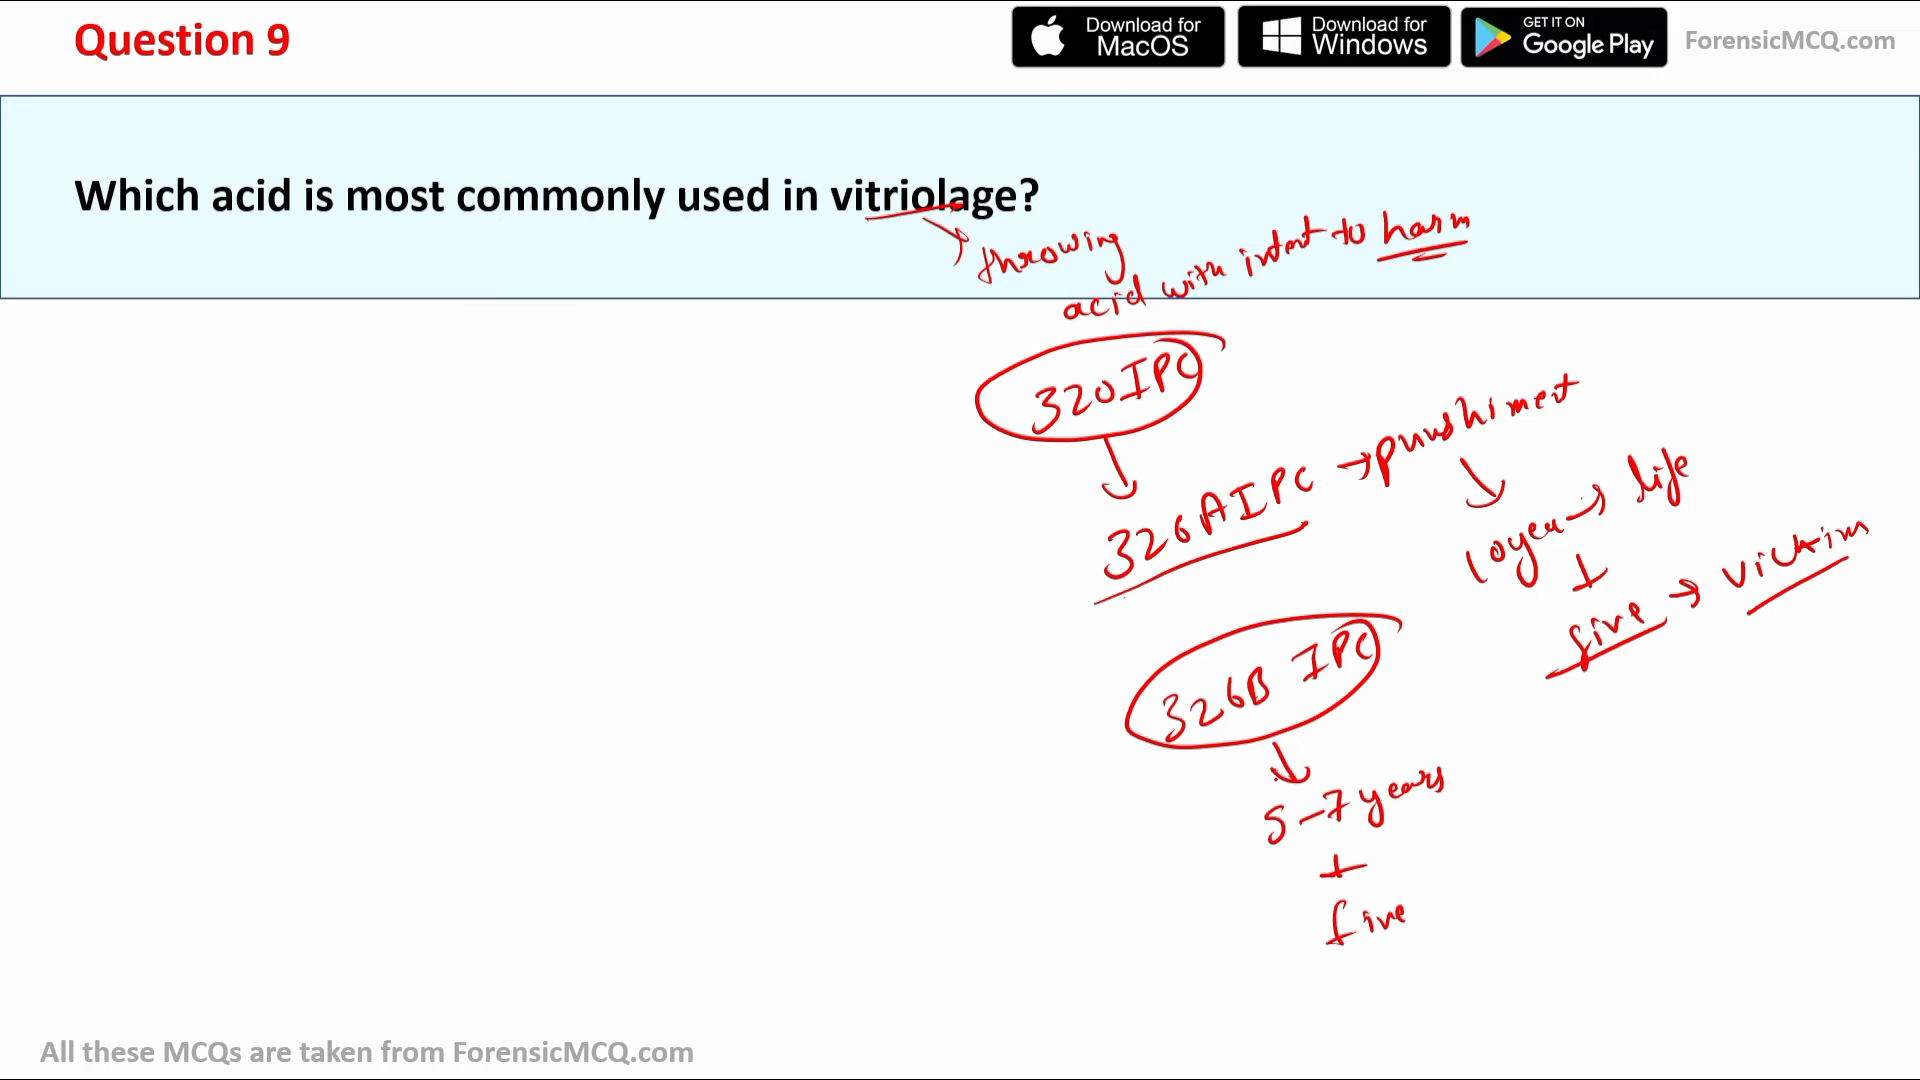 Question 9
Download for
MacOS
Download for
Windows
GET IT ON
Google Play
ForensicMCQ.com
Which acid is most commonly used in vitriolage?
throwing
acid with intent to harm
320 IPC
326A IPC → punshimet
10 year → life
+
fine → victim
326B IPC
5-7 years
+
fine
All these MCQs are taken from ForensicMCQ.com